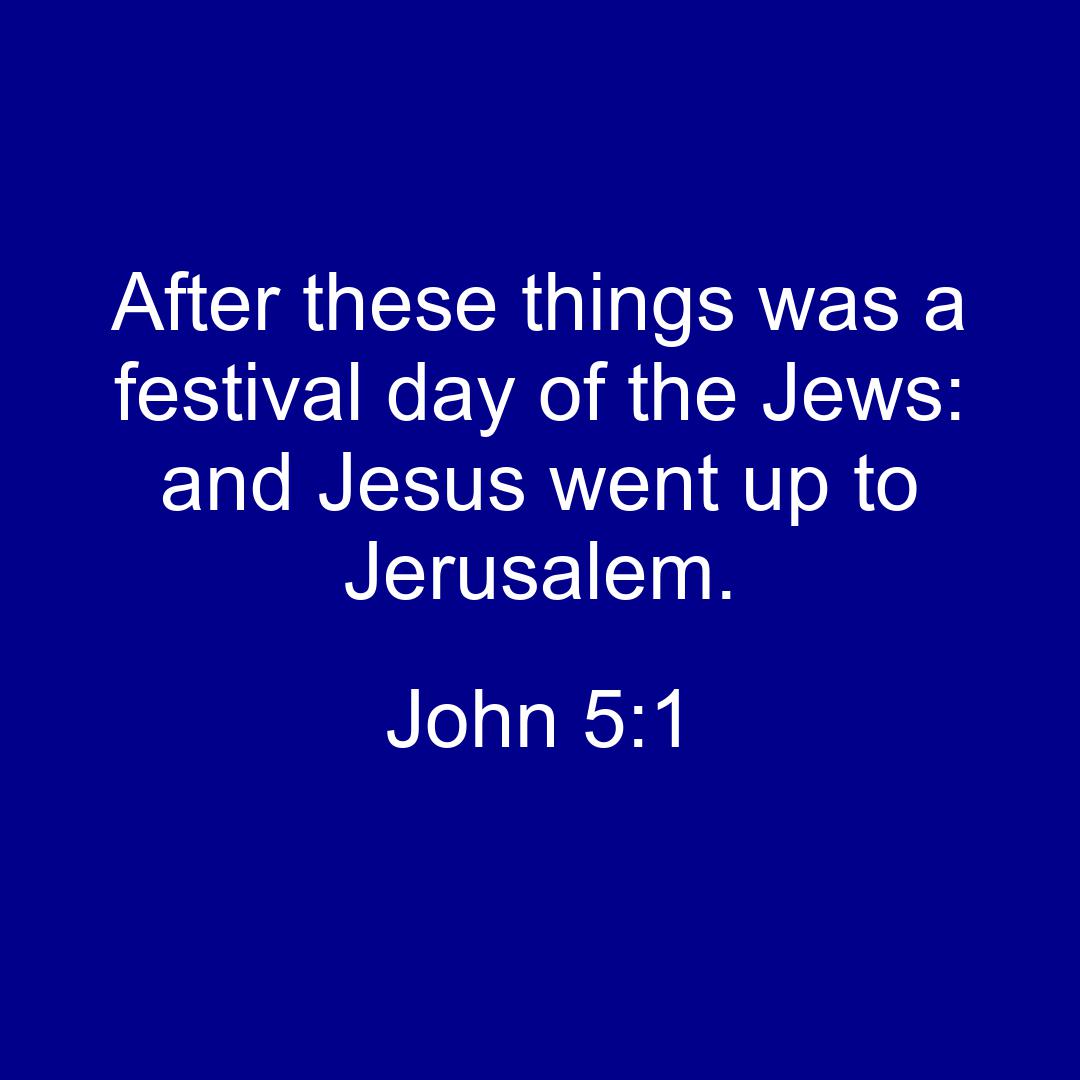 After these things was a
festival day of the Jews:
and Jesus went up to
Jerusalem.
John 5:1